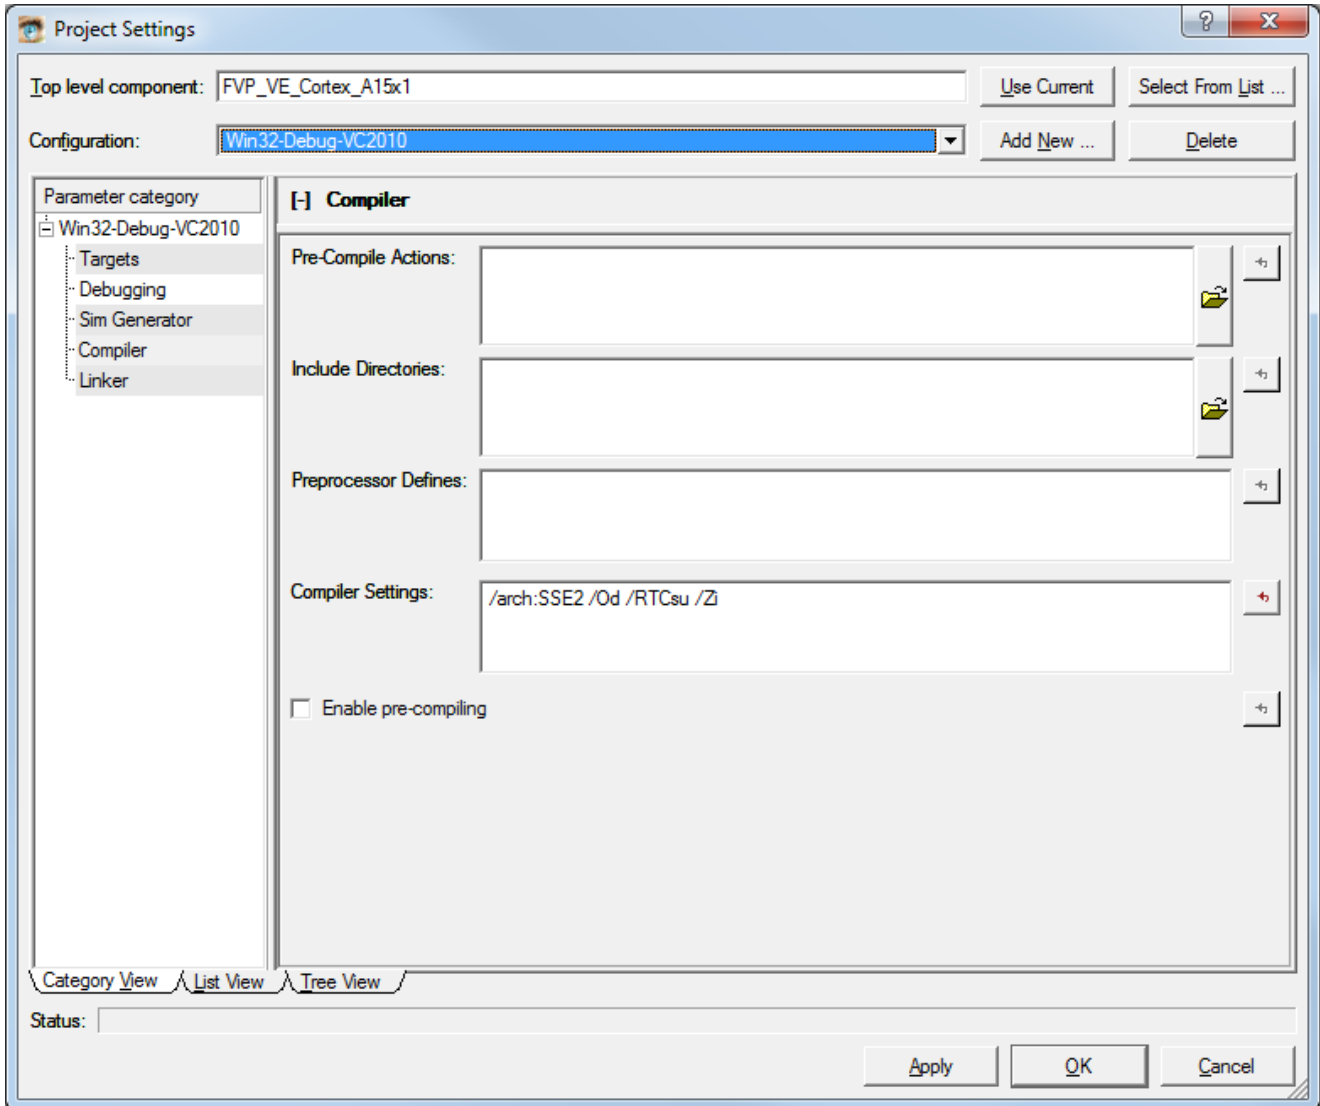 Project Settings
Top level component: FVP_VE_Cortex_A15x1 Use Current Select From List ...
Configuration: Win32-Debug-VC2010 Add New ... Delete
Parameter category
Win32-Debug-VC2010
Targets
Debugging
Sim Generator
Compiler
Linker
[-] Compiler
Pre-Compile Actions:
Include Directories:
Preprocessor Defines:
Compiler Settings: /arch:SSE2 /Od /RTCsu /Zi
Enable pre-compiling
Category View List View Tree View
Status:
Apply OK Cancel